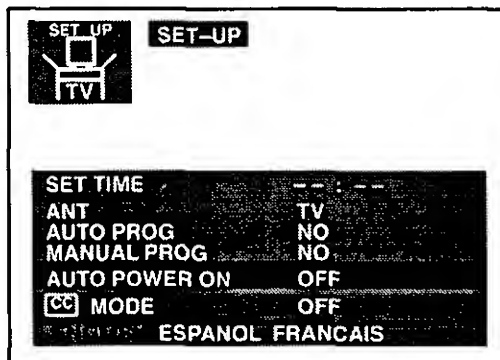 SET UP
TV
SET–UP
SET TIME – – : – –
ANT TV
AUTO PROG NO
MANUAL PROG NO
AUTO POWER ON OFF
CC MODE OFF
ESPANOL FRANCAIS